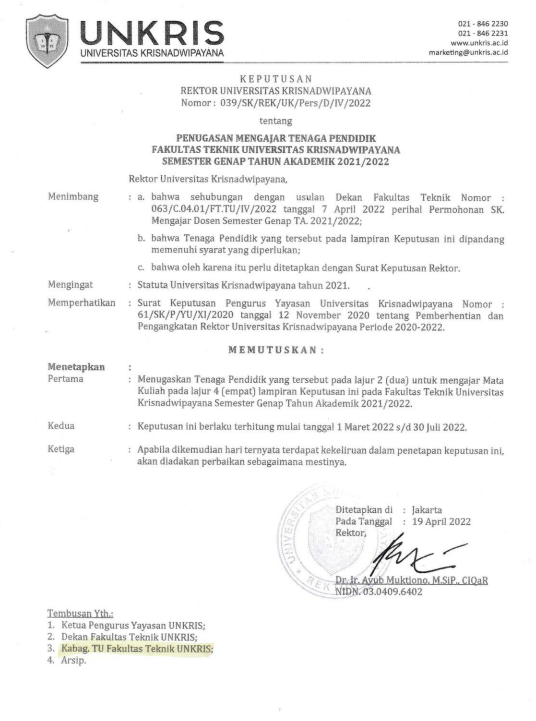 UNKRIS
UNIVERSITAS KRISNADWIPAYANA
021 - 846 2230
021 - 846 2231
www.unkris.ac.id
marketing@unkris.ac.id
KEPUTUSAN
REKTOR UNIVERSITAS KRISNADWIPAYANA
Nomor : 039/SK/REK/UK/Pers/D/IV/2022
tentang
PENUGASAN MENGAJAR TENAGA PENDIDIK
FAKULTAS TEKNIK UNIVERSITAS KRISNADWIPAYANA
SEMESTER GENAP TAHUN AKADEMIK 2021/2022
Rektor Universitas Krisnadwipayana,
Menimbang : a. bahwa sehubungan dengan usulan Dekan Fakultas Teknik Nomor :
063/C.04.01/FT.TU/IV/2022 tanggal 7 April 2022 perihal Permohonan SK.
Mengajar Dosen Semester Genap TA. 2021/2022;
b. bahwa Tenaga Pendidik yang tersebut pada lampiran Keputusan ini dipandang
memenuhi syarat yang diperlukan;
c. bahwa oleh karena itu perlu ditetapkan dengan Surat Keputusan Rektor.
Mengingat : Statuta Universitas Krisnadwipayana tahun 2021.
Memperhatikan : Surat Keputusan Pengurus Yayasan Universitas Krisnadwipayana Nomor :
61/SK/P/YU/XI/2020 tanggal 12 November 2020 tentang Pemberhentian dan
Pengangkatan Rektor Universitas Krisnadwipayana Periode 2020-2022.
MEMUTUSKAN :
Menetapkan :
Pertama : Menugaskan Tenaga Pendidik yang tersebut pada lajur 2 (dua) untuk mengajar Mata
Kuliah pada lajur 4 (empat) lampiran Keputusan ini pada Fakultas Teknik Universitas
Krisnadwipayana Semester Genap Tahun Akademik 2021/2022.
Kedua : Keputusan ini berlaku terhitung mulai tanggal 1 Maret 2022 s/d 30 Juli 2022.
Ketiga : Apabila dikemudian hari ternyata terdapat kekeliruan dalam penetapan keputusan ini,
akan diadakan perbaikan sebagaimana mestinya.
Ditetapkan di : Jakarta
Pada Tanggal : 19 April 2022
Rektor,
Dr. Ir. Ayub Muktiono, M.SiP., CIQaR
NIDN. 03.0409.6402
Tembusan Yth.:
1. Ketua Pengurus Yayasan UNKRIS;
2. Dekan Fakultas Teknik UNKRIS;
3. Kabag. TU Fakultas Teknik UNKRIS;
4. Arsip.